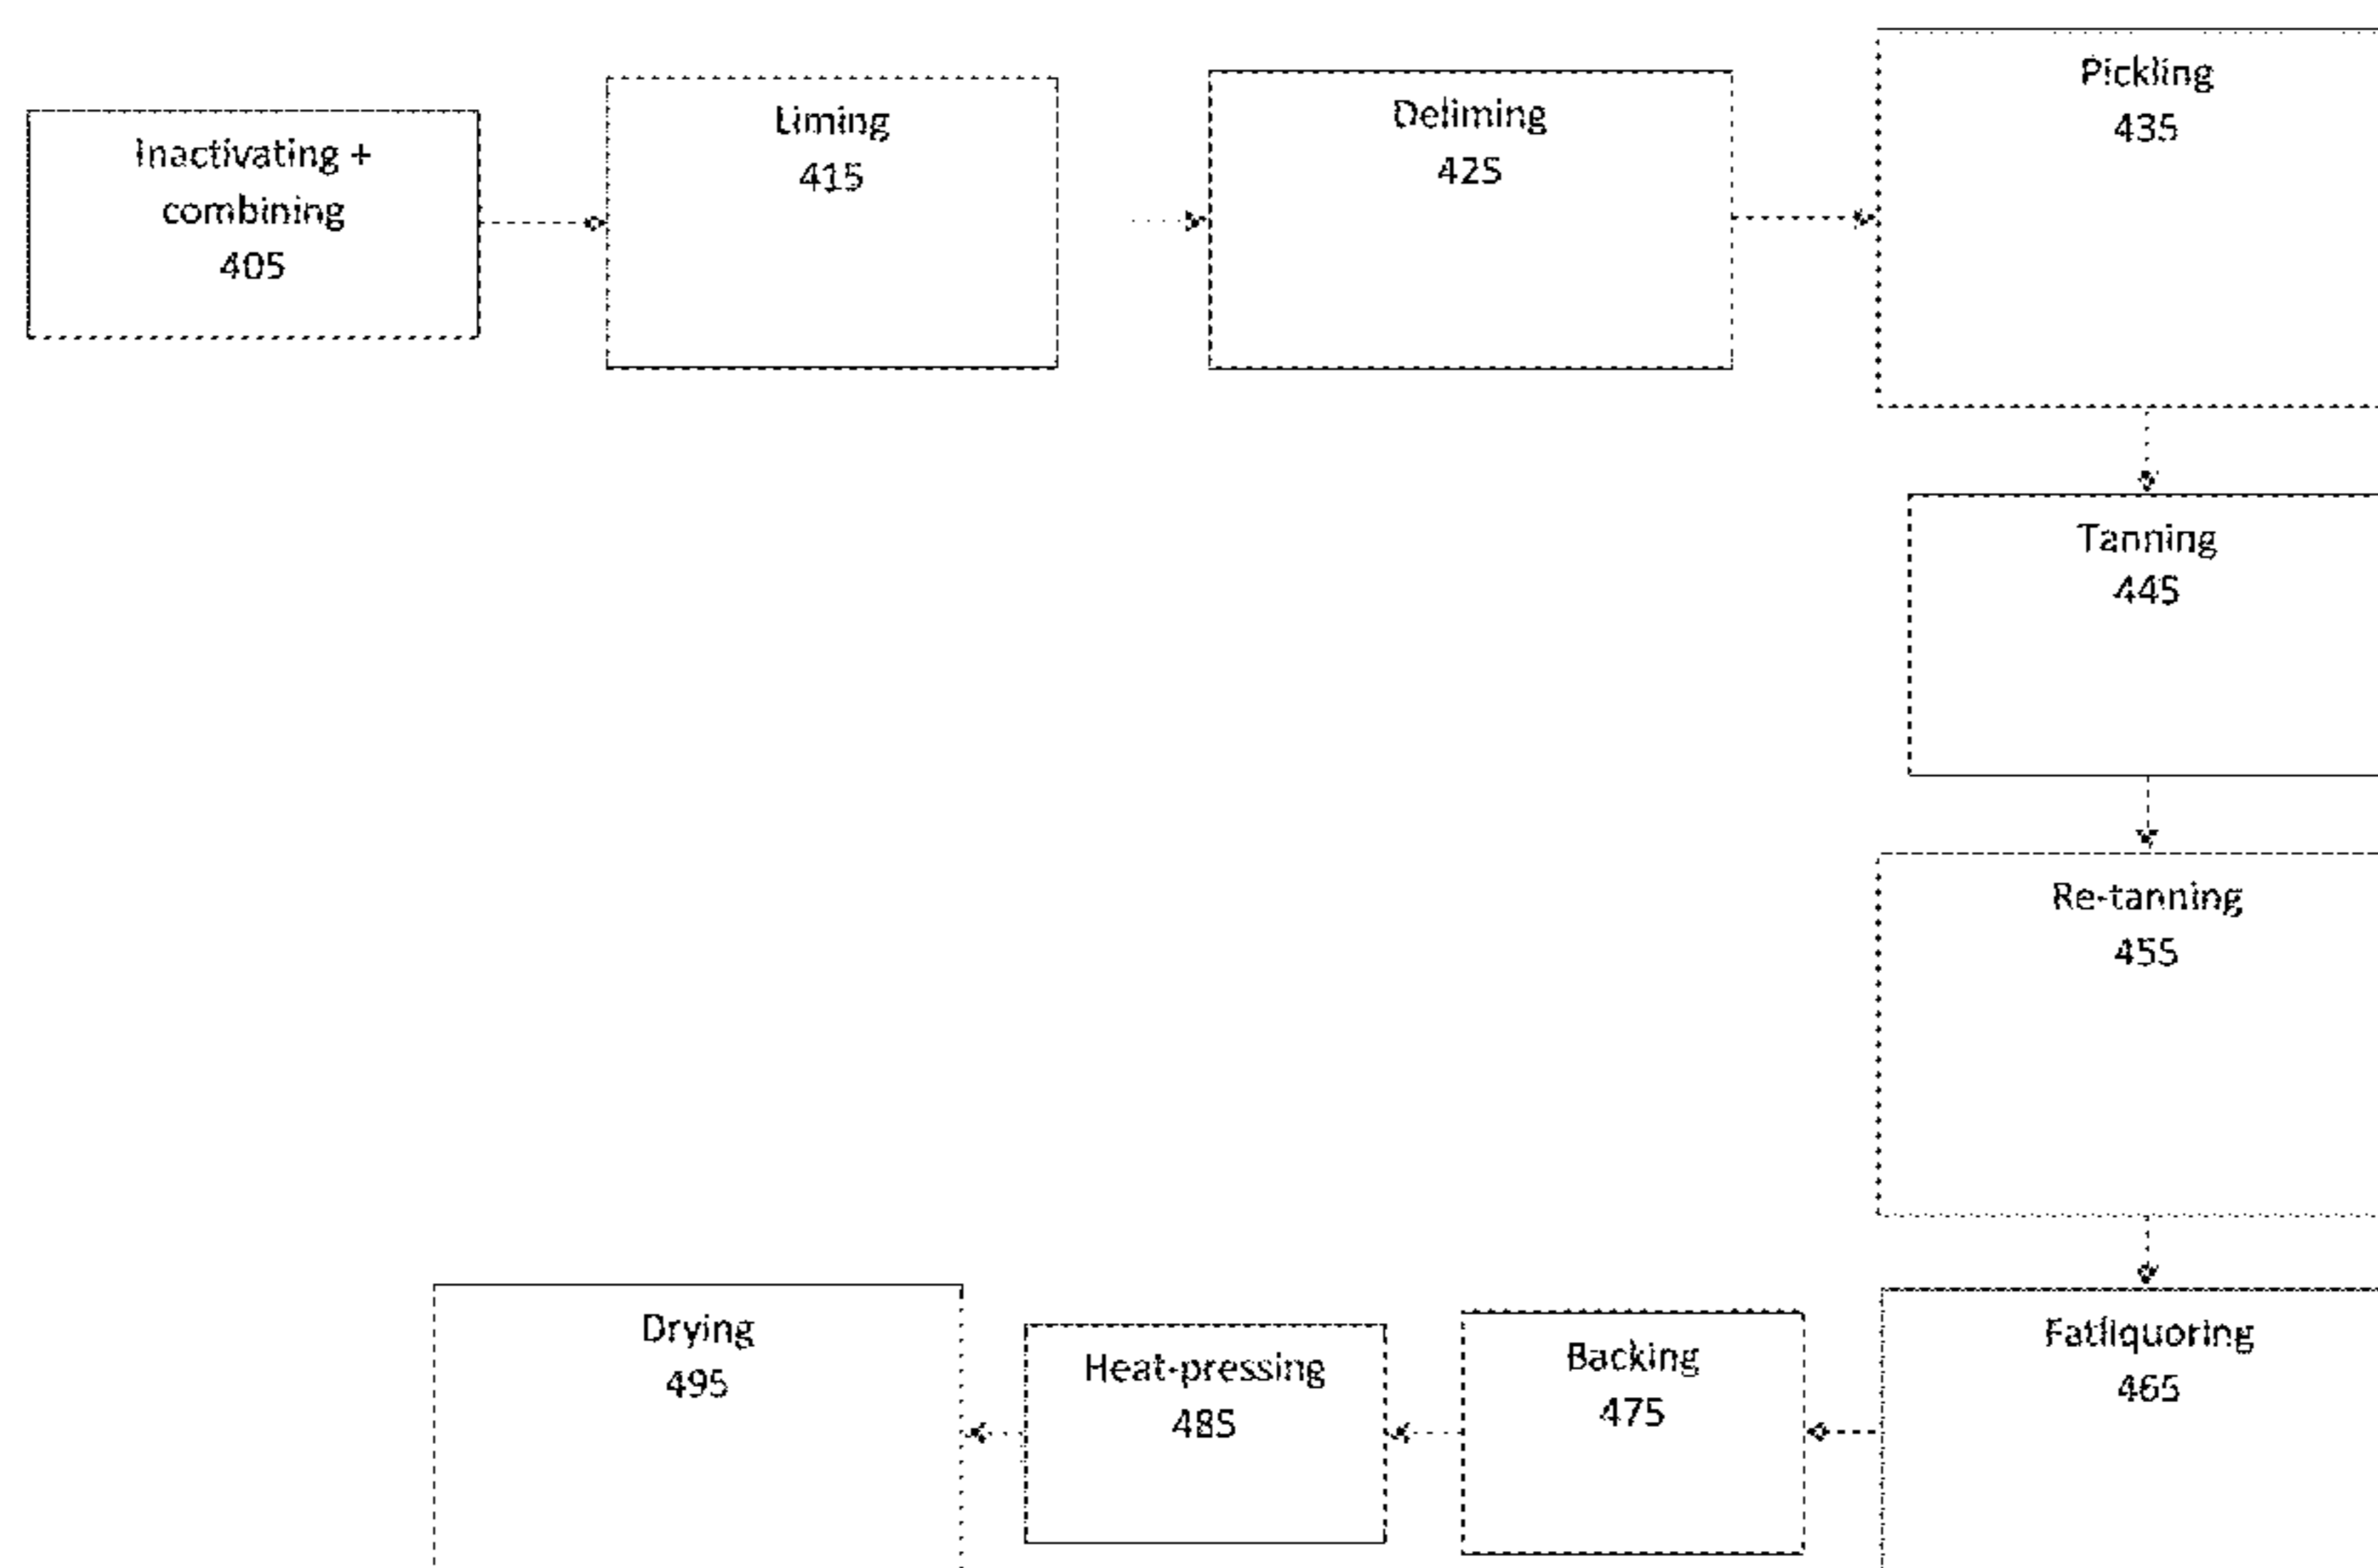 Inactivating +
combining
405
Liming
415
Deliming
425
Pickling
435
Tanning
445
Re-tanning
455
Fatliquoring
465
Backing
475
Heat-pressing
485
Drying
495